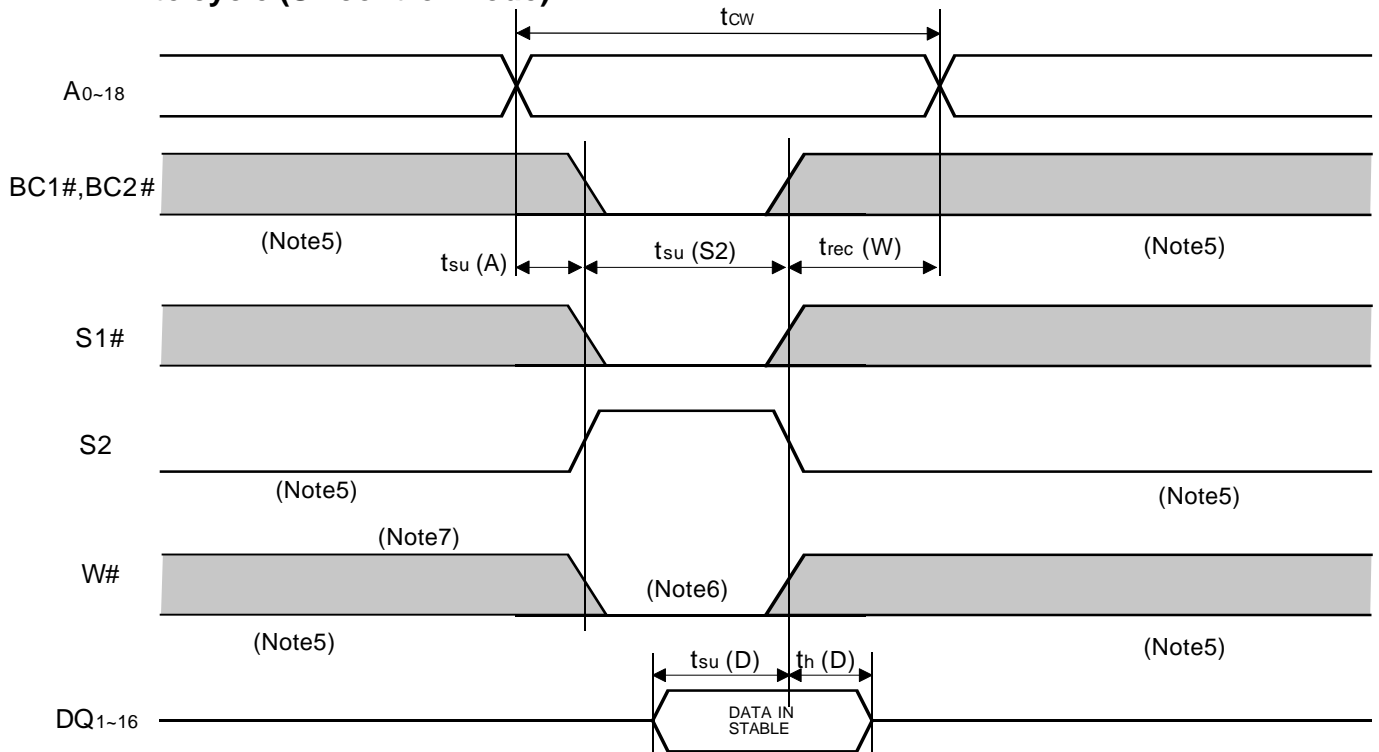 tcw
A0~18
BC1#,BC2#
(Note5)
tsu (A)
tsu (S2)
trec (W)
(Note5)
S1#
S2
(Note5)
(Note5)
(Note7)
W#
(Note6)
(Note5)
(Note5)
tsu (D)
th (D)
DQ1~16
DATA IN
STABLE